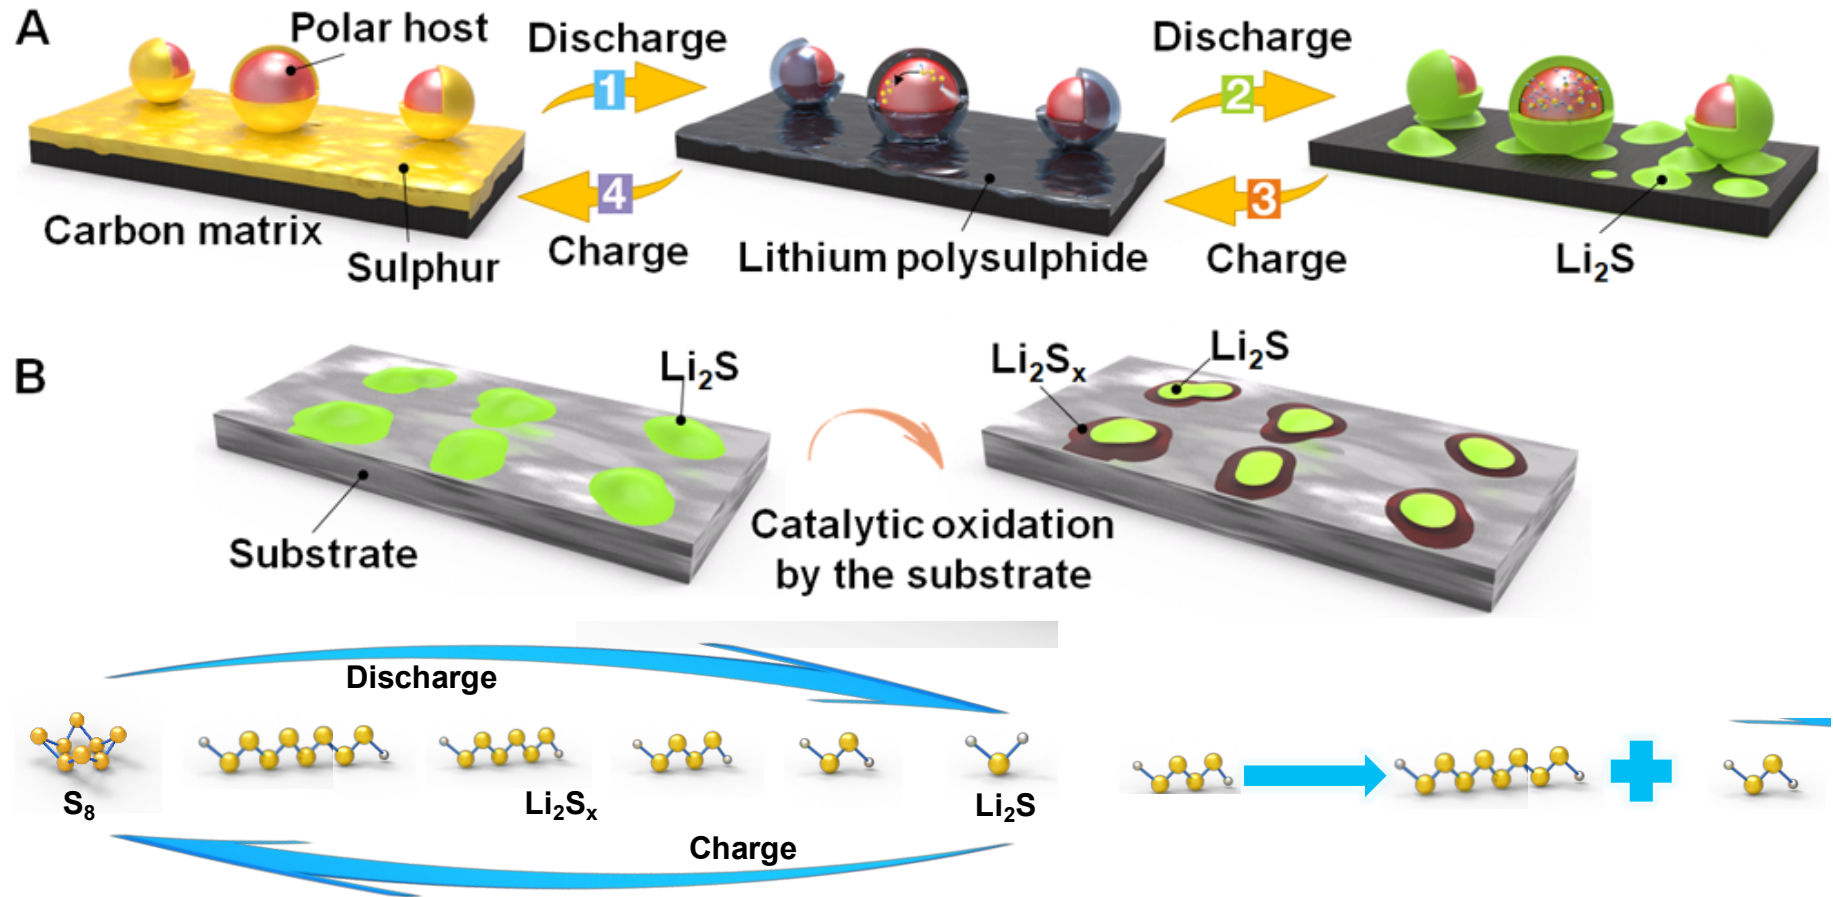 A
Polar host
Discharge
1
Discharge
2
4
3
Carbon matrix
Sulphur
Charge
Lithium polysulphide
Charge
Li₂S
B
Li₂S
Li₂Sₓ
Li₂S
Substrate
Catalytic oxidation
by the substrate
Discharge
S₈
Li₂Sₓ
Li₂S
Charge